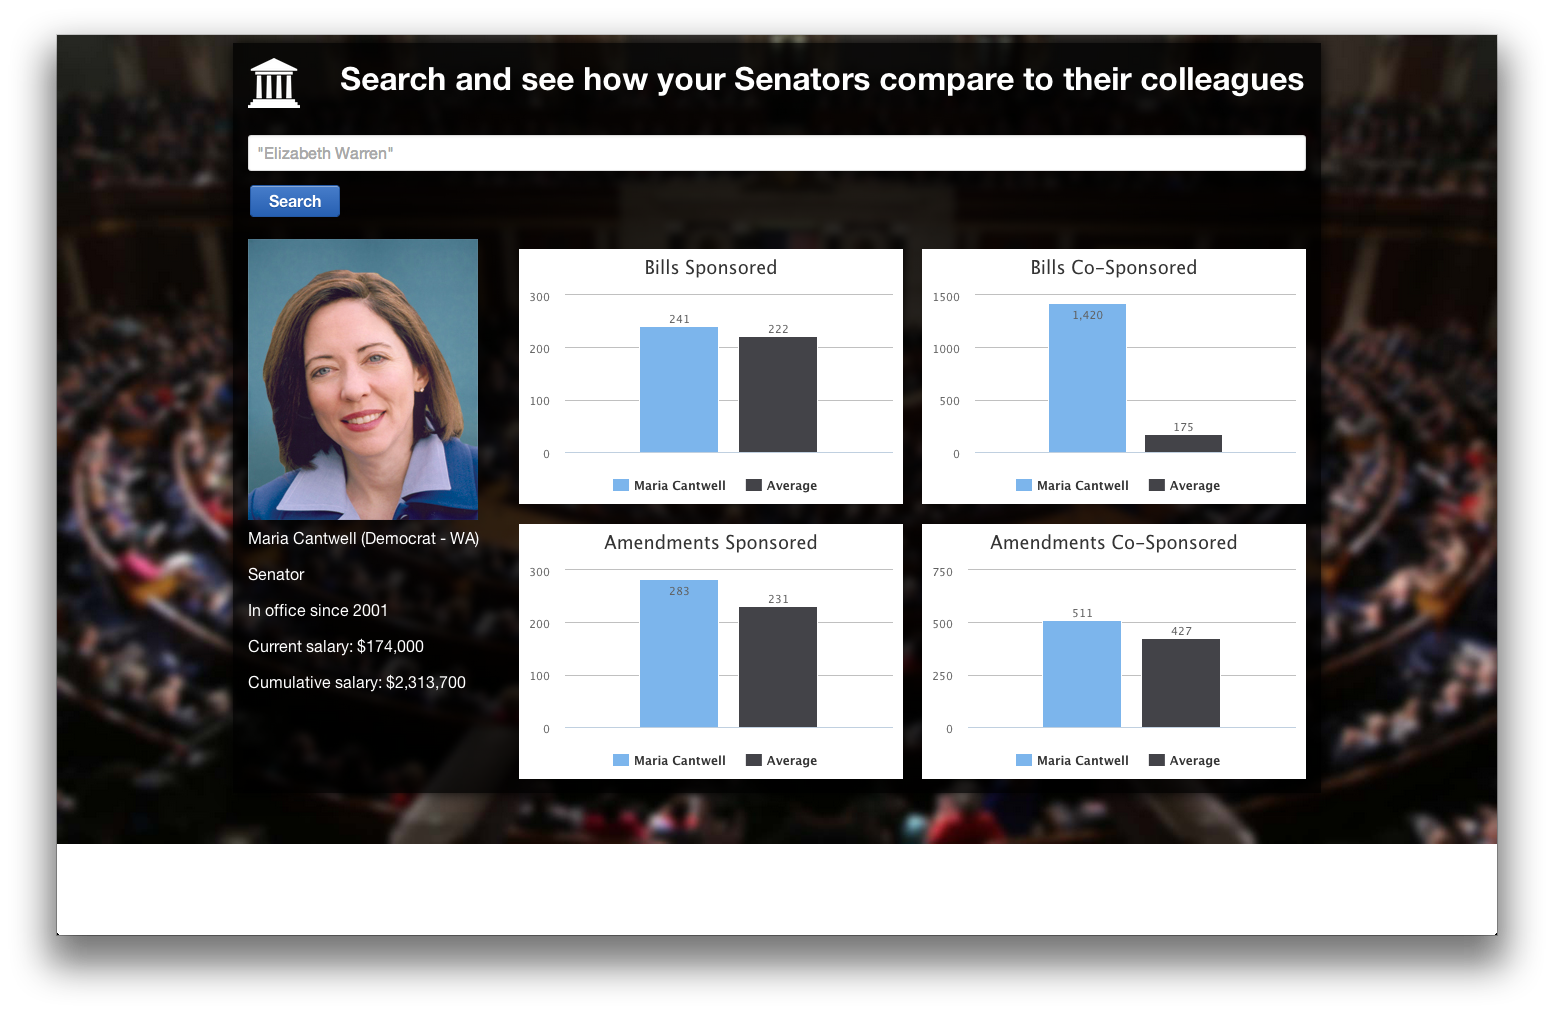 Search and see how your Senators compare to their colleagues
"Elizabeth Warren"
Search
Maria Cantwell (Democrat - WA)
Senator
In office since 2001
Current salary: $174,000
Cumulative salary: $2,313,700
Bills Sponsored
300
200
100
0
241
222
Maria Cantwell
Average
Bills Co-Sponsored
1500
1000
500
0
1,420
175
Maria Cantwell
Average
Amendments Sponsored
300
200
100
0
283
231
Maria Cantwell
Average
Amendments Co-Sponsored
750
500
250
0
511
427
Maria Cantwell
Average